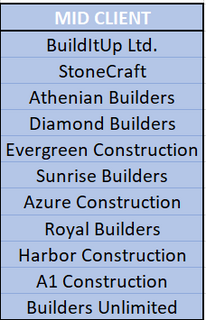 MID CLIENT
BuildItUp Ltd.
StoneCraft
Athenian Builders
Diamond Builders
Evergreen Construction
Sunrise Builders
Azure Construction
Royal Builders
Harbor Construction
A1 Construction
Builders Unlimited